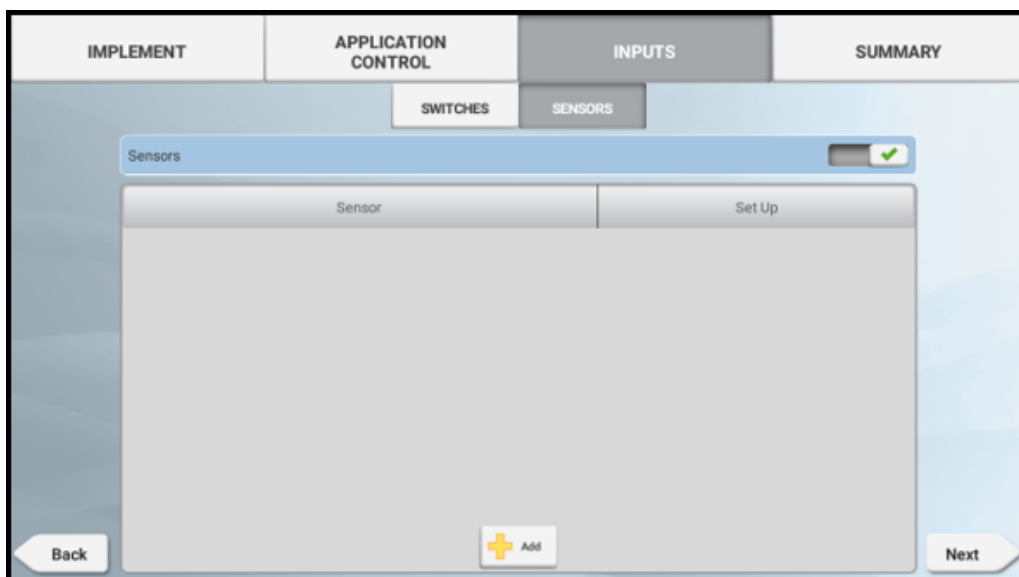 IMPLEMENT
APPLICATION
CONTROL
INPUTS
SUMMARY
SWITCHES
SENSORS
Sensors
Sensor
Set Up
Add
Back
Next